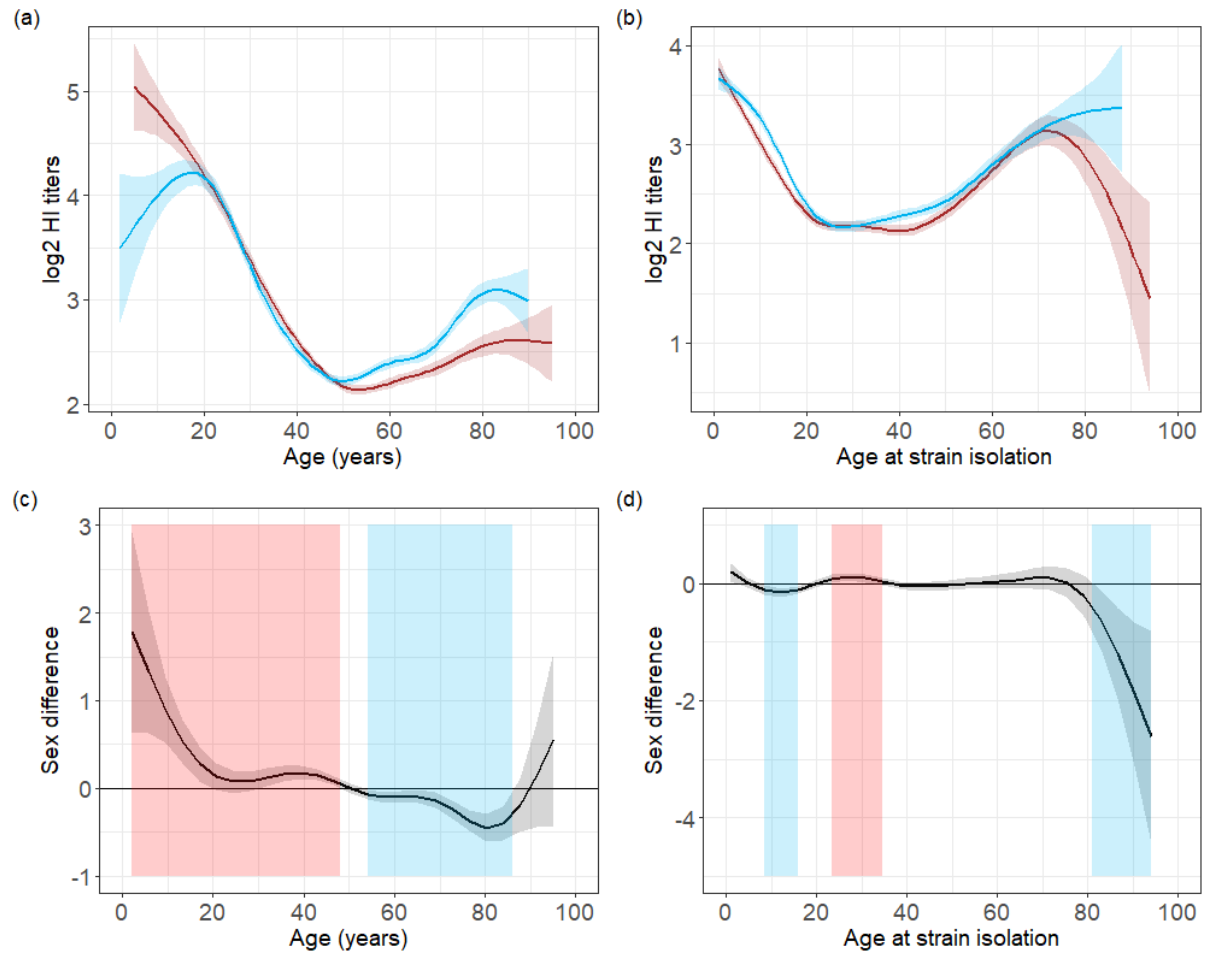 (a)
log2 HI titers
5
4
3
2
0 20 40 60 80 100
Age (years)
(b)
log2 HI titers
4
3
2
1
0 20 40 60 80 100
Age at strain isolation
(c)
Sex difference
3
2
1
0
-1
0 20 40 60 80 100
Age (years)
(d)
Sex difference
0
-2
-4
0 20 40 60 80 100
Age at strain isolation